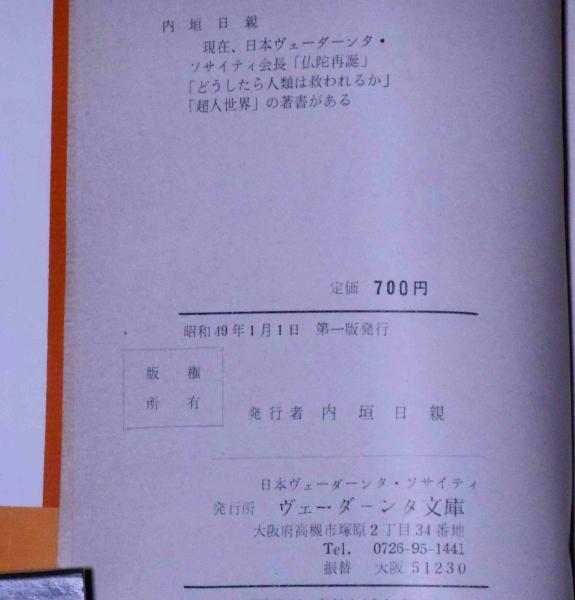 内垣日親
現在、日本ヴェーダーンタ・
ソサイティ会長「仏陀再誕」
「どうしたら人類は救われるか」
「超人世界」の著書がある
定価 700円
昭和49年1月1日 第一版発行
版権
所有
発行者 内垣日親
日本ヴェーダーンタ・ソサイティ
発行所 ヴェーダーンタ文庫
大阪府高槻市塚原2丁目34番地
Tel. 0726-95-1441
振替 大阪 51230